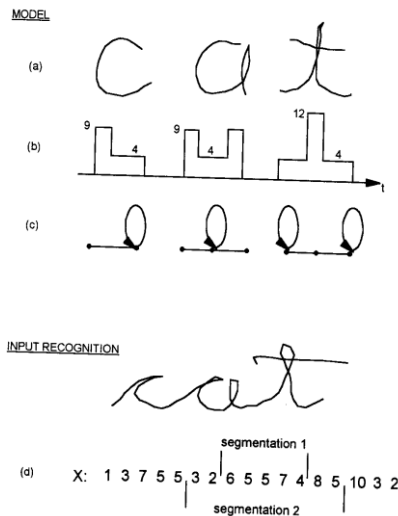 MODEL
(a)
c a t
(b)
9 4 9 4 12 4
t
(c)
INPUT RECOGNITION
cat
segmentation 1
(d) X: 1 3 7 5 5 3 2 6 5 5 7 4 8 5 10 3 2
segmentation 2